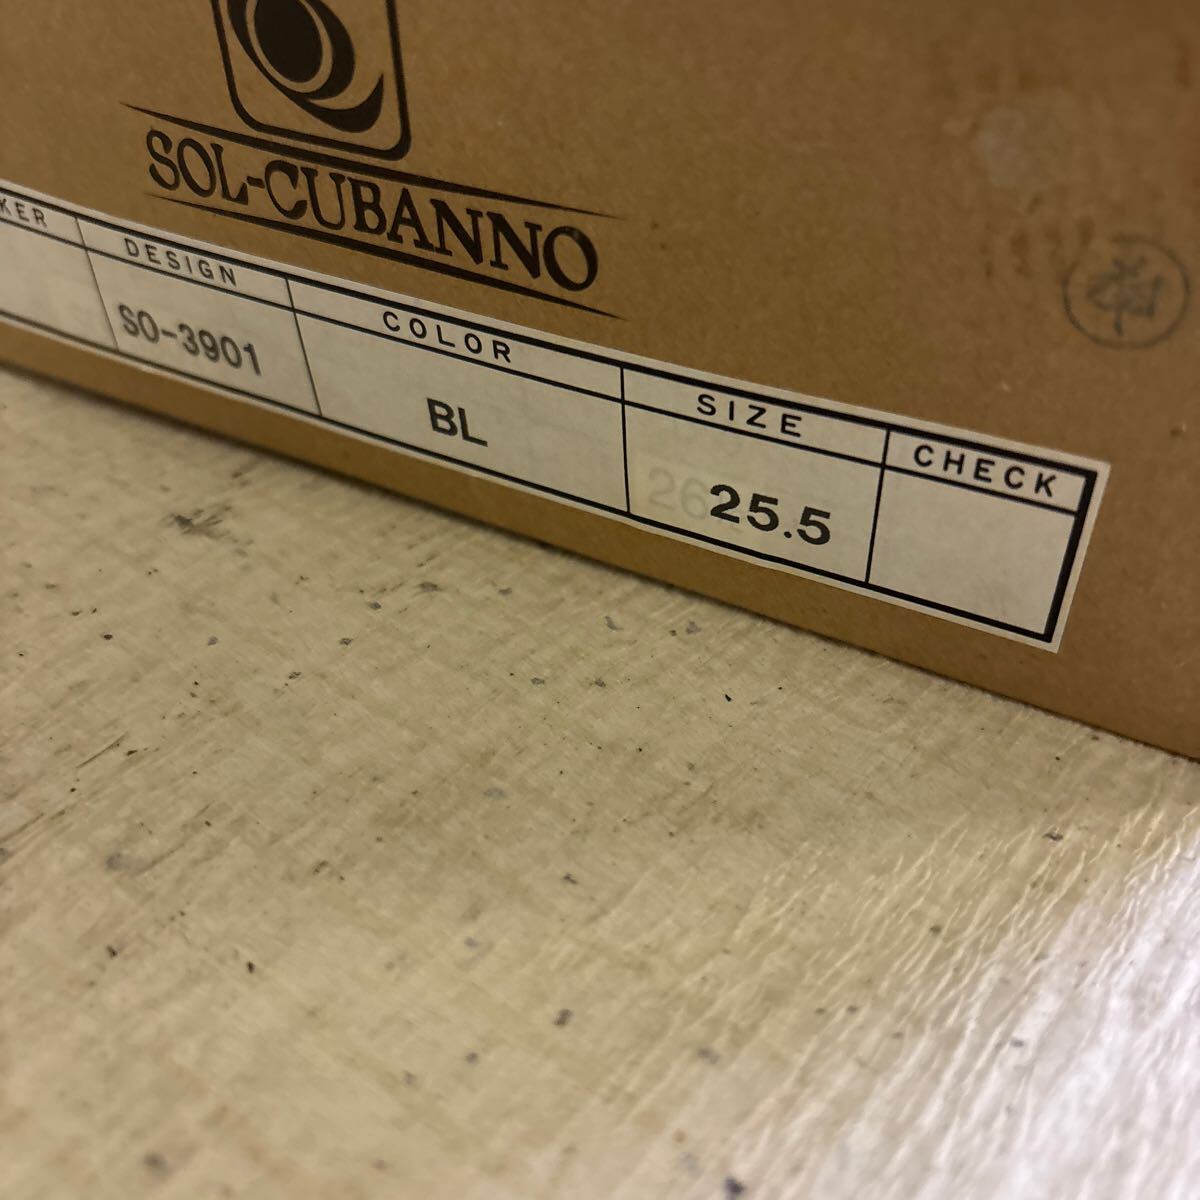 SOL-CUBANNO
KER DESIGN COLOR SIZE CHECK
SO-3901 BL 25.5